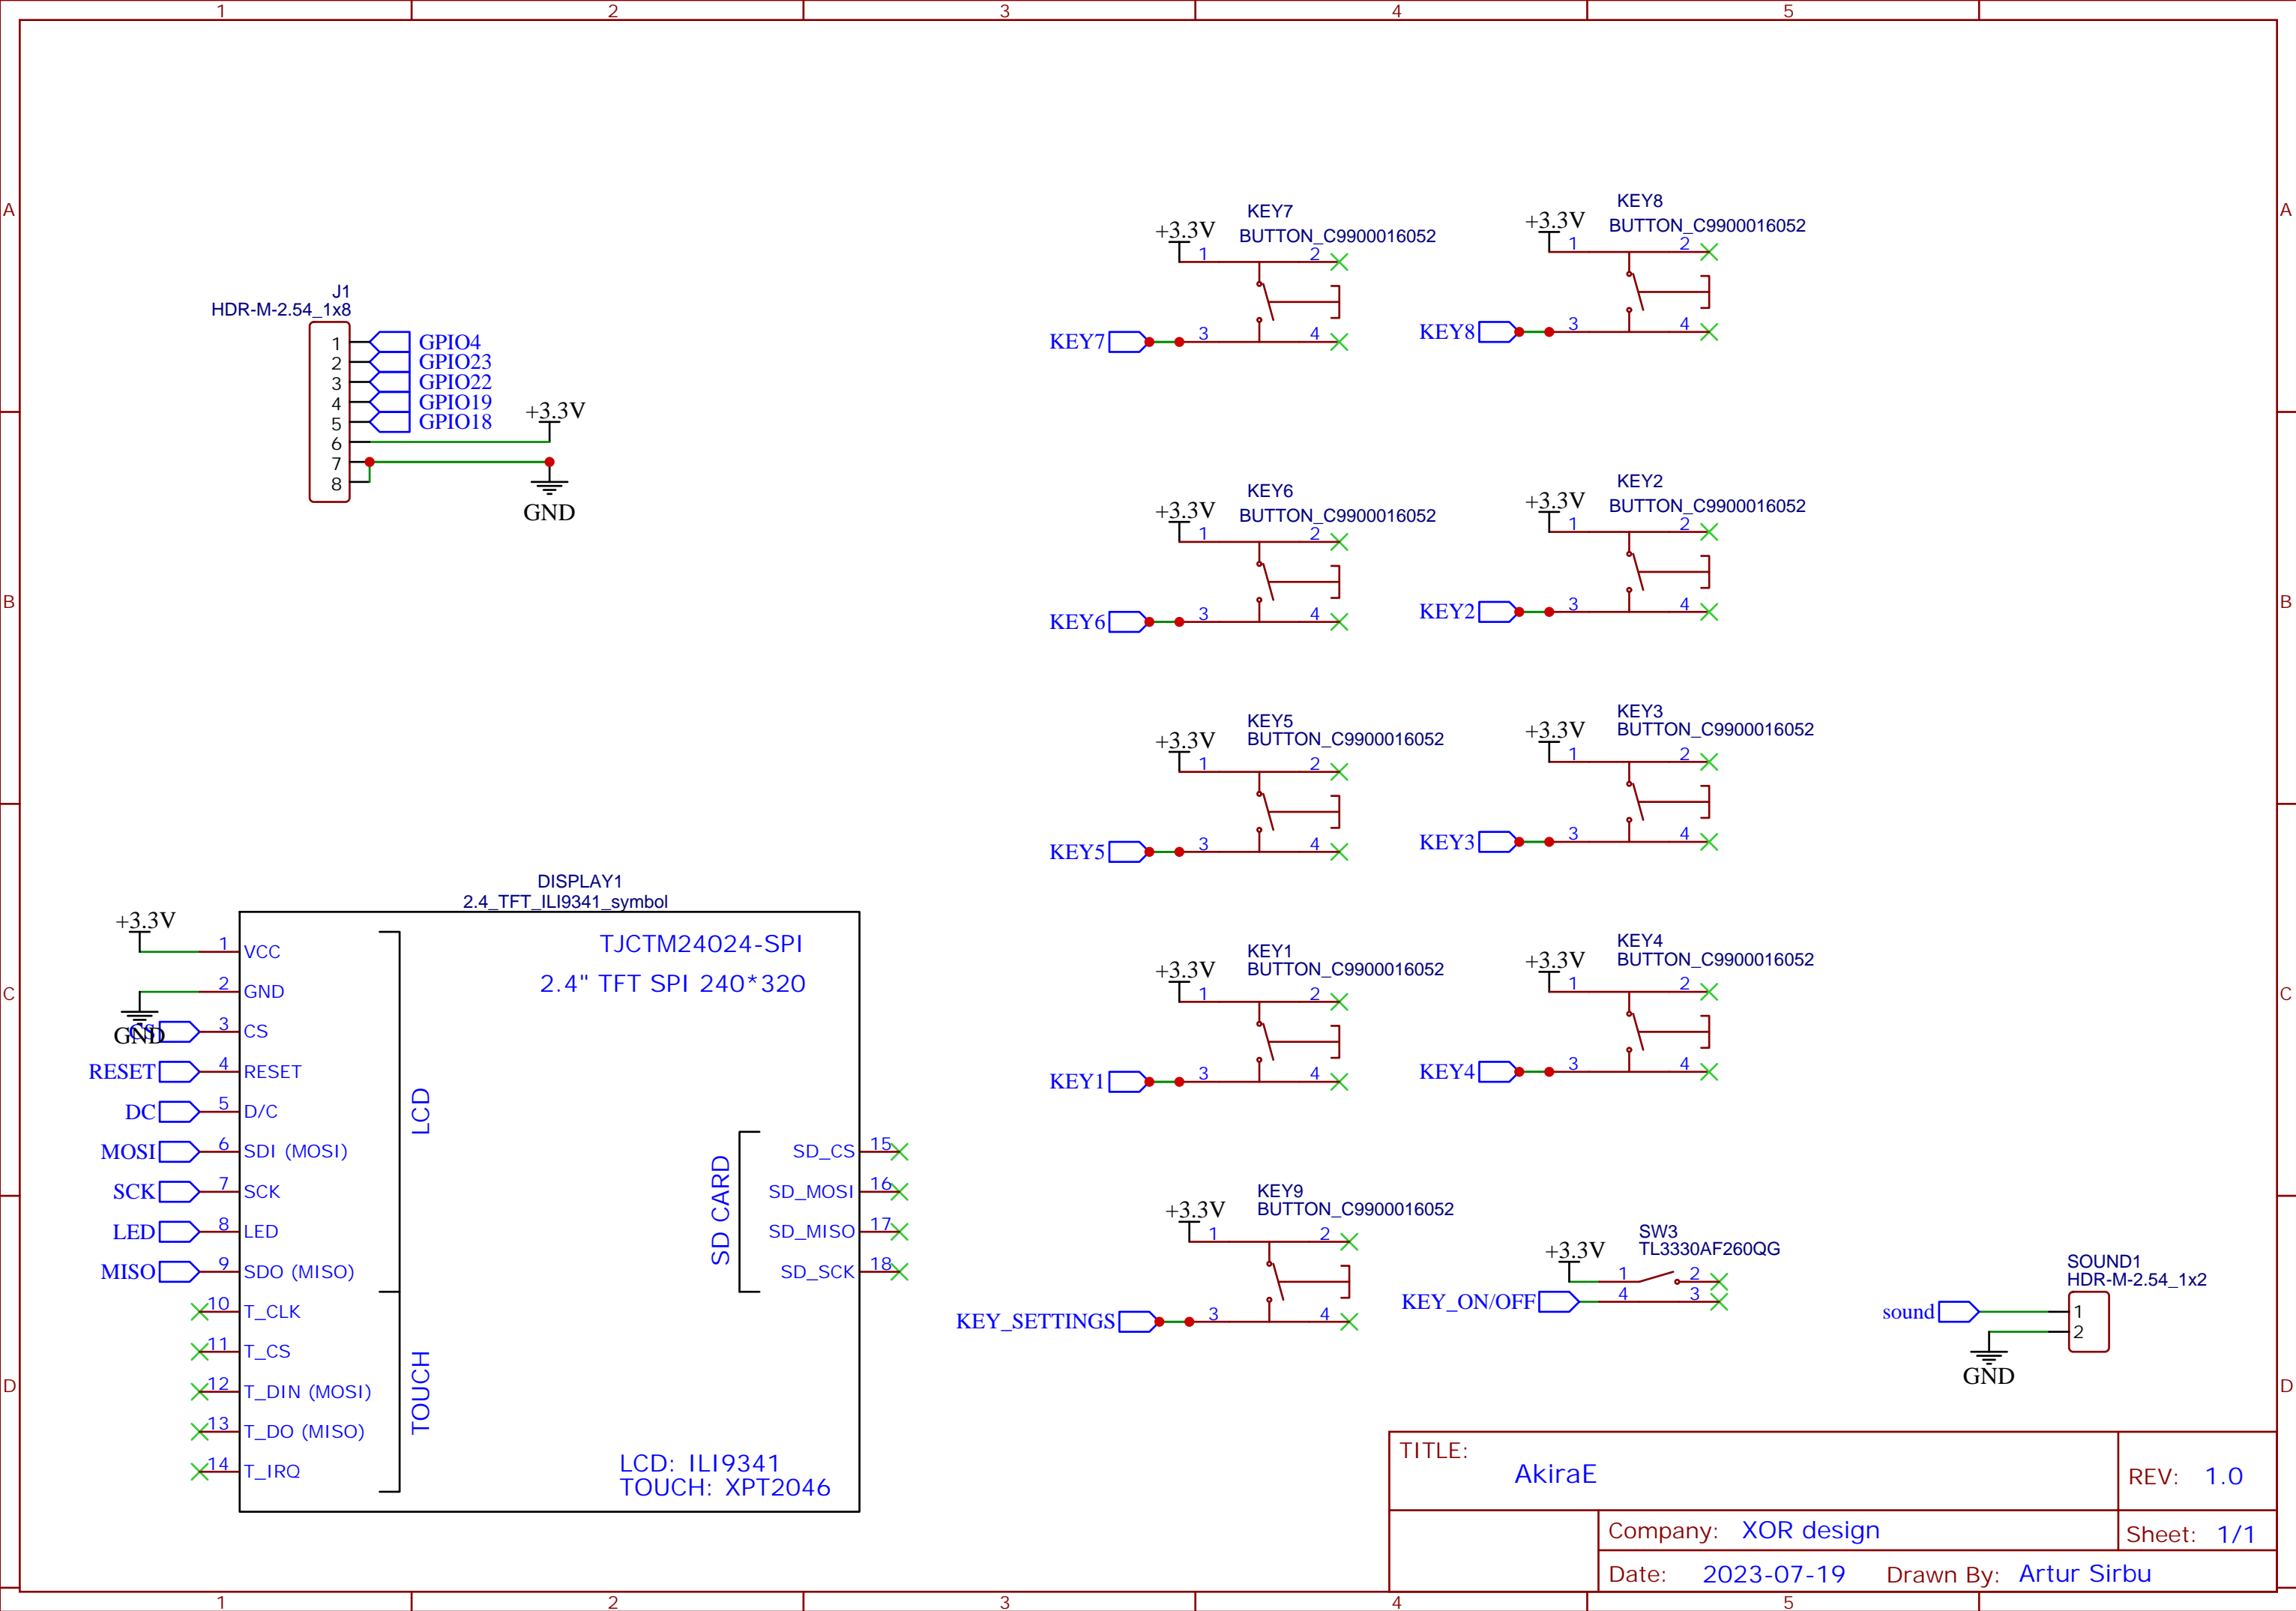 1 2 3 4 5
A
A
J1
HDR-M-2.54_1x8
1 GPIO4
2 GPIO23
3 GPIO22
4 GPIO19
5 GPIO18
6 +3.3V
7
8
GND
KEY7
BUTTON_C9900016052
+3.3V
1 2
KEY7 3 4
KEY8
BUTTON_C9900016052
+3.3V
1 2
KEY8 3 4
B
B
KEY6
BUTTON_C9900016052
+3.3V
1 2
KEY6 3 4
KEY2
BUTTON_C9900016052
+3.3V
1 2
KEY2 3 4
KEY5
BUTTON_C9900016052
+3.3V
1 2
KEY5 3 4
KEY3
BUTTON_C9900016052
+3.3V
1 2
KEY3 3 4
C
C
KEY1
BUTTON_C9900016052
+3.3V
1 2
KEY1 3 4
KEY4
BUTTON_C9900016052
+3.3V
1 2
KEY4 3 4
DISPLAY1
2.4_TFT_ILI9341_symbol
TJCTM24024-SPI
2.4" TFT SPI 240*320
+3.3V
1 VCC
2 GND
GND
CS 3 CS
RESET 4 RESET
DC 5 D/C
MOSI 6 SDI (MOSI)
SCK 7 SCK
LED 8 LED
MISO 9 SDO (MISO)
10 T_CLK
11 T_CS
12 T_DIN (MOSI)
13 T_DO (MISO)
14 T_IRQ
LCD
TOUCH
SD CARD
SD_CS 15
SD_MOSI 16
SD_MISO 17
SD_SCK 18
LCD: ILI9341
TOUCH: XPT2046
KEY9
BUTTON_C9900016052
+3.3V
1 2
KEY_SETTINGS 3 4
SW3
TL3330AF260QG
+3.3V
1 2
KEY_ON/OFF 4 3
SOUND1
HDR-M-2.54_1x2
sound 1
2
GND
D
D
TITLE:
AkiraE
REV: 1.0
Company: XOR design
Sheet: 1/1
Date: 2023-07-19 Drawn By: Artur Sirbu
1 2 3 4 5